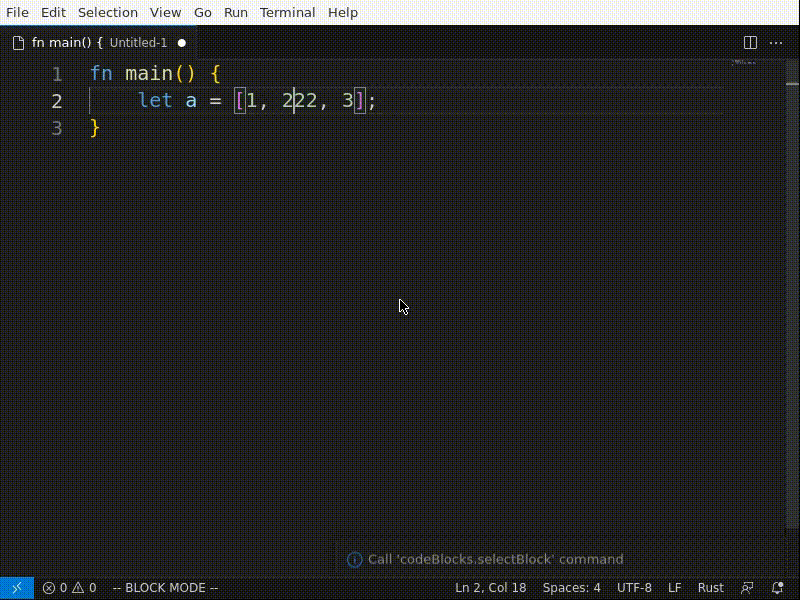 File Edit Selection View Go Run Terminal Help
fn main() { Untitled-1
1 fn main() {
2     let a = [1, 222, 3];
3 }
Call 'codeBlocks.selectBlock' command
0 0 -- BLOCK MODE -- Ln 2, Col 18 Spaces: 4 UTF-8 LF Rust